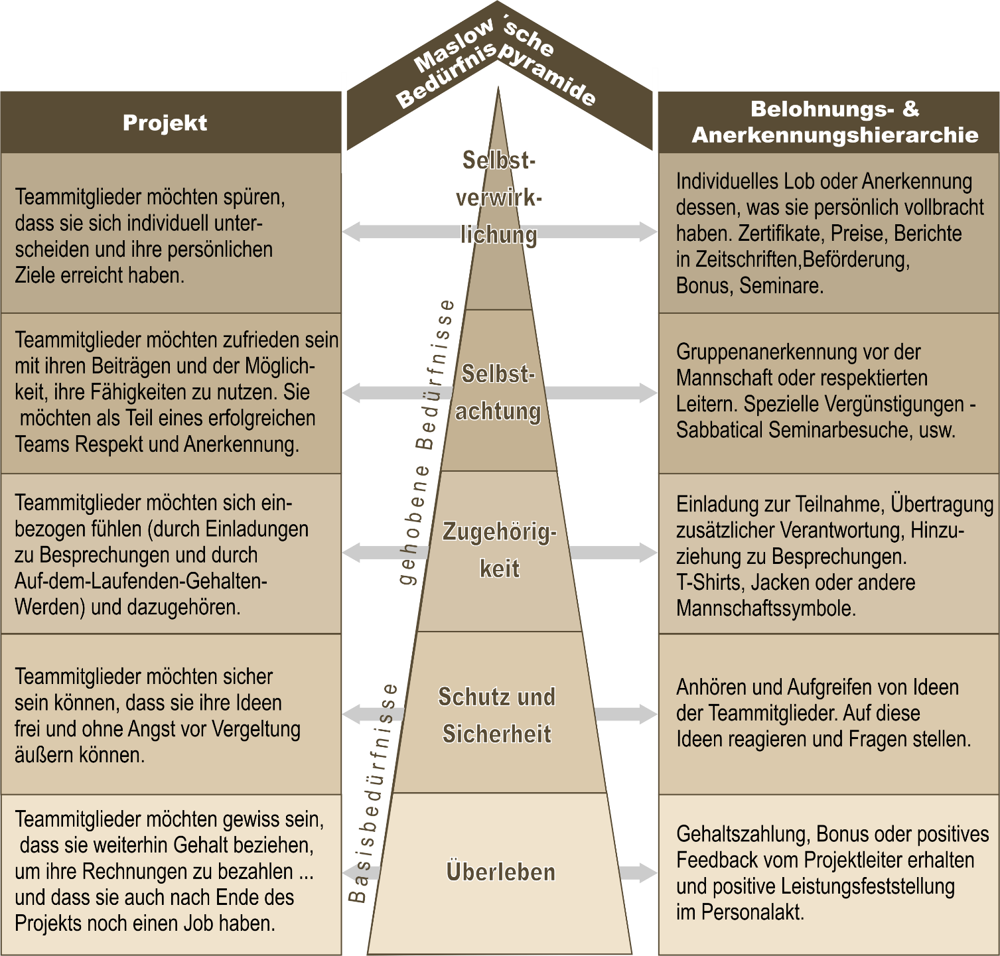 Maslow ’sche
Bedürfnispyramide
Projekt
Teammitglieder möchten spüren,
dass sie sich individuell unter-
scheiden und ihre persönlichen
Ziele erreicht haben.
Teammitglieder möchten zufrieden sein
mit ihren Beiträgen und der Möglich-
keit, ihre Fähigkeiten zu nutzen. Sie
möchten als Teil eines erfolgreichen
Teams Respekt und Anerkennung.
Teammitglieder möchten sich ein-
bezogen fühlen (durch Einladungen
zu Besprechungen und durch
Auf-dem-Laufenden-Gehalten-
Werden) und dazugehören.
Teammitglieder möchten sicher
sein können, dass sie ihre Ideen
frei und ohne Angst vor Vergeltung
äußern können.
Teammitglieder möchten gewiss sein,
dass sie weiterhin Gehalt beziehen,
um ihre Rechnungen zu bezahlen ...
und dass sie auch nach Ende des
Projekts noch einen Job haben.
gehobene Bedürfnisse
Basisbedürfnisse
Selbst-
verwirk-
lichung
Selbst-
achtung
Zugehörig-
keit
Schutz und
Sicherheit
Überleben
Belohnungs- &
Anerkennungshierarchie
Individuelles Lob oder Anerkennung
dessen, was sie persönlich vollbracht
haben. Zertifikate, Preise, Berichte
in Zeitschriften,Beförderung,
Bonus, Seminare.
Gruppenanerkennung vor der
Mannschaft oder respektierten
Leitern. Spezielle Vergünstigungen -
Sabbatical Seminarbesuche, usw.
Einladung zur Teilnahme, Übertragung
zusätzlicher Verantwortung, Hinzu-
ziehung zu Besprechungen.
T-Shirts, Jacken oder andere
Mannschaftssymbole.
Anhören und Aufgreifen von Ideen
der Teammitglieder. Auf diese
Ideen reagieren und Fragen stellen.
Gehaltszahlung, Bonus oder positives
Feedback vom Projektleiter erhalten
und positive Leistungsfeststellung
im Personalakt.